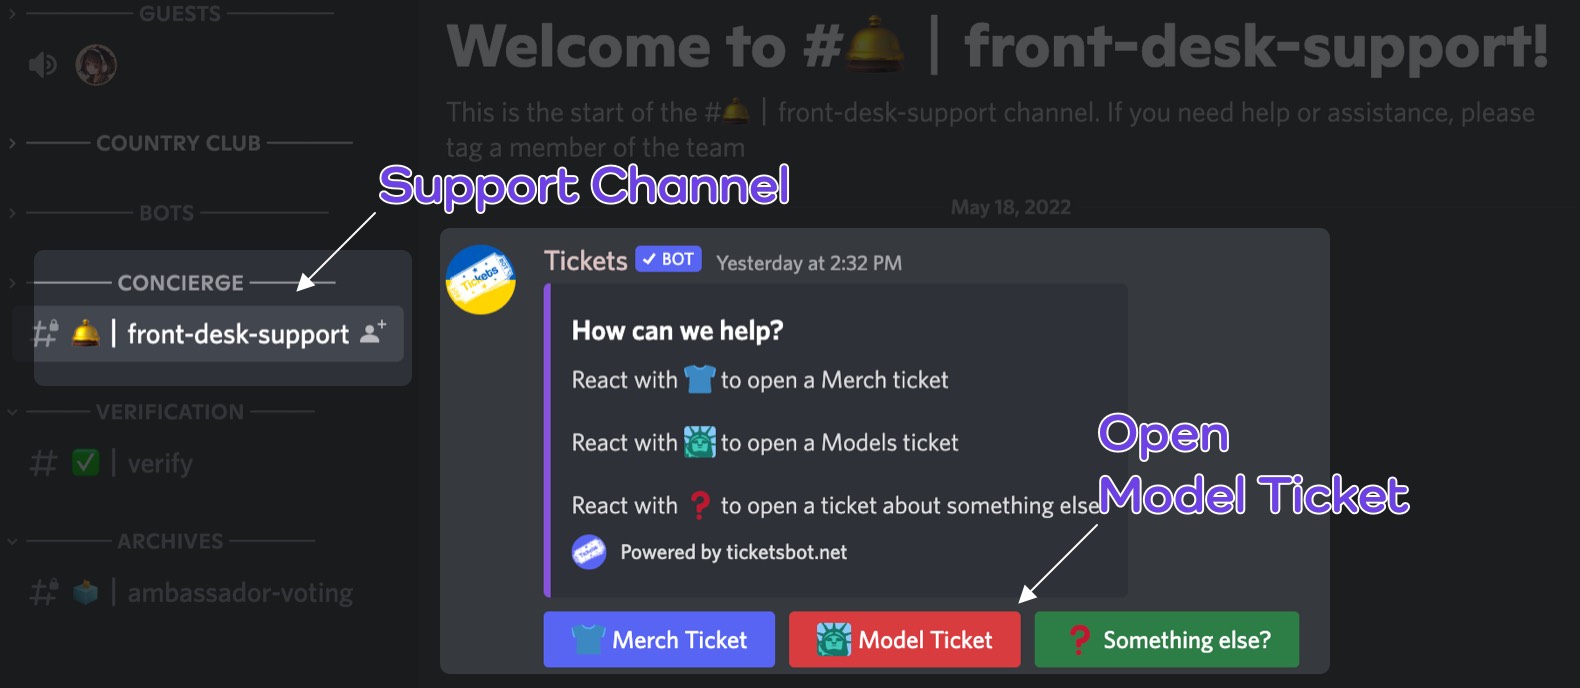 GUESTS
COUNTRY CLUB
BOTS
CONCIERGE
# 🔔 | front-desk-support
VERIFICATION
# ✅ | verify
ARCHIVES
# 🗳️ | ambassador-voting
Welcome to #🛎️ | front-desk-support!
This is the start of the #🛎️ | front-desk-support channel. If you need help or assistance, please
tag a member of the team
Support Channel
May 18, 2022
Tickets
Tickets ✓ BOT Yesterday at 2:32 PM
How can we help?
React with 👕 to open a Merch ticket
React with 🗽 to open a Models ticket
React with ❓ to open a ticket about something else
Powered by ticketsbot.net
Open
Model Ticket
👕 Merch Ticket
🗽 Model Ticket
❓ Something else?